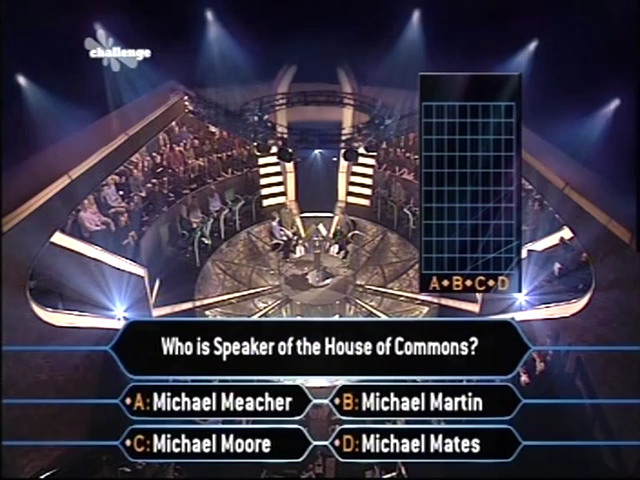 challenge
A◆B◆C◆D
Who is Speaker of the House of Commons?
◆A: Michael Meacher
◆B: Michael Martin
◆C: Michael Moore
◆D: Michael Mates